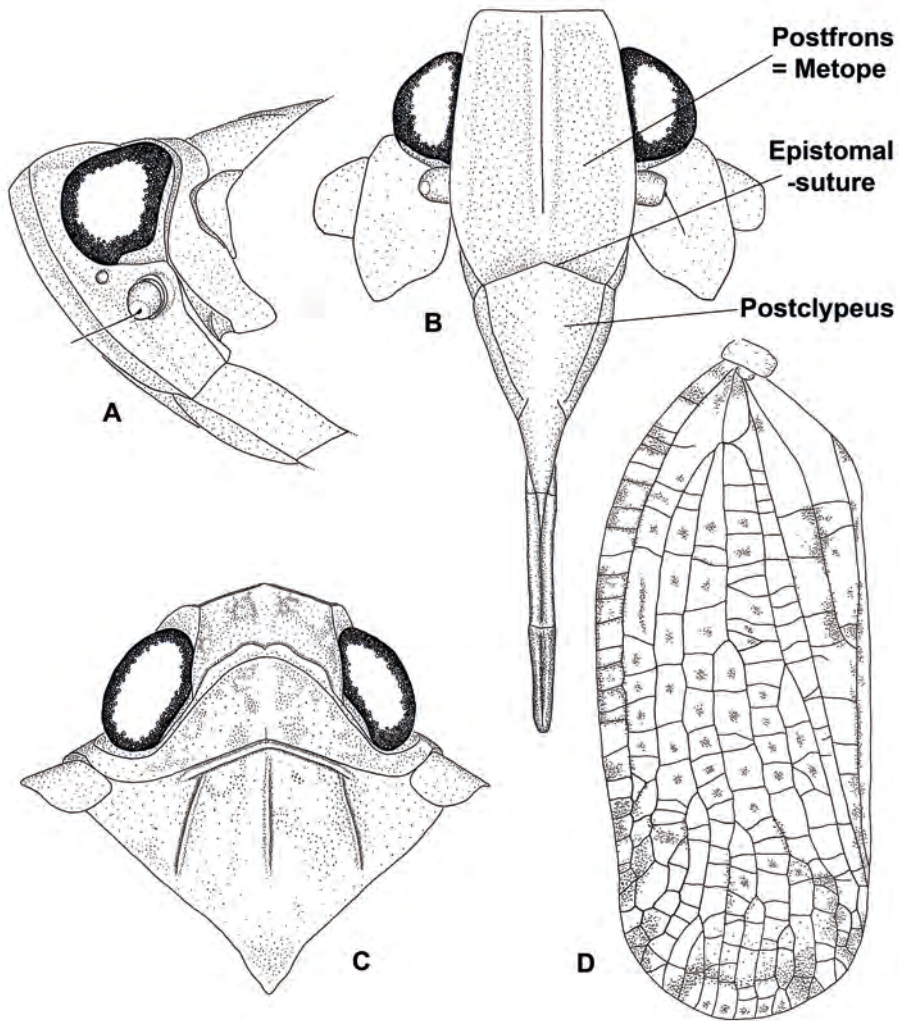 Postfrons
= Metope
Epistomal
-suture
Postclypeus
A
B
C
D